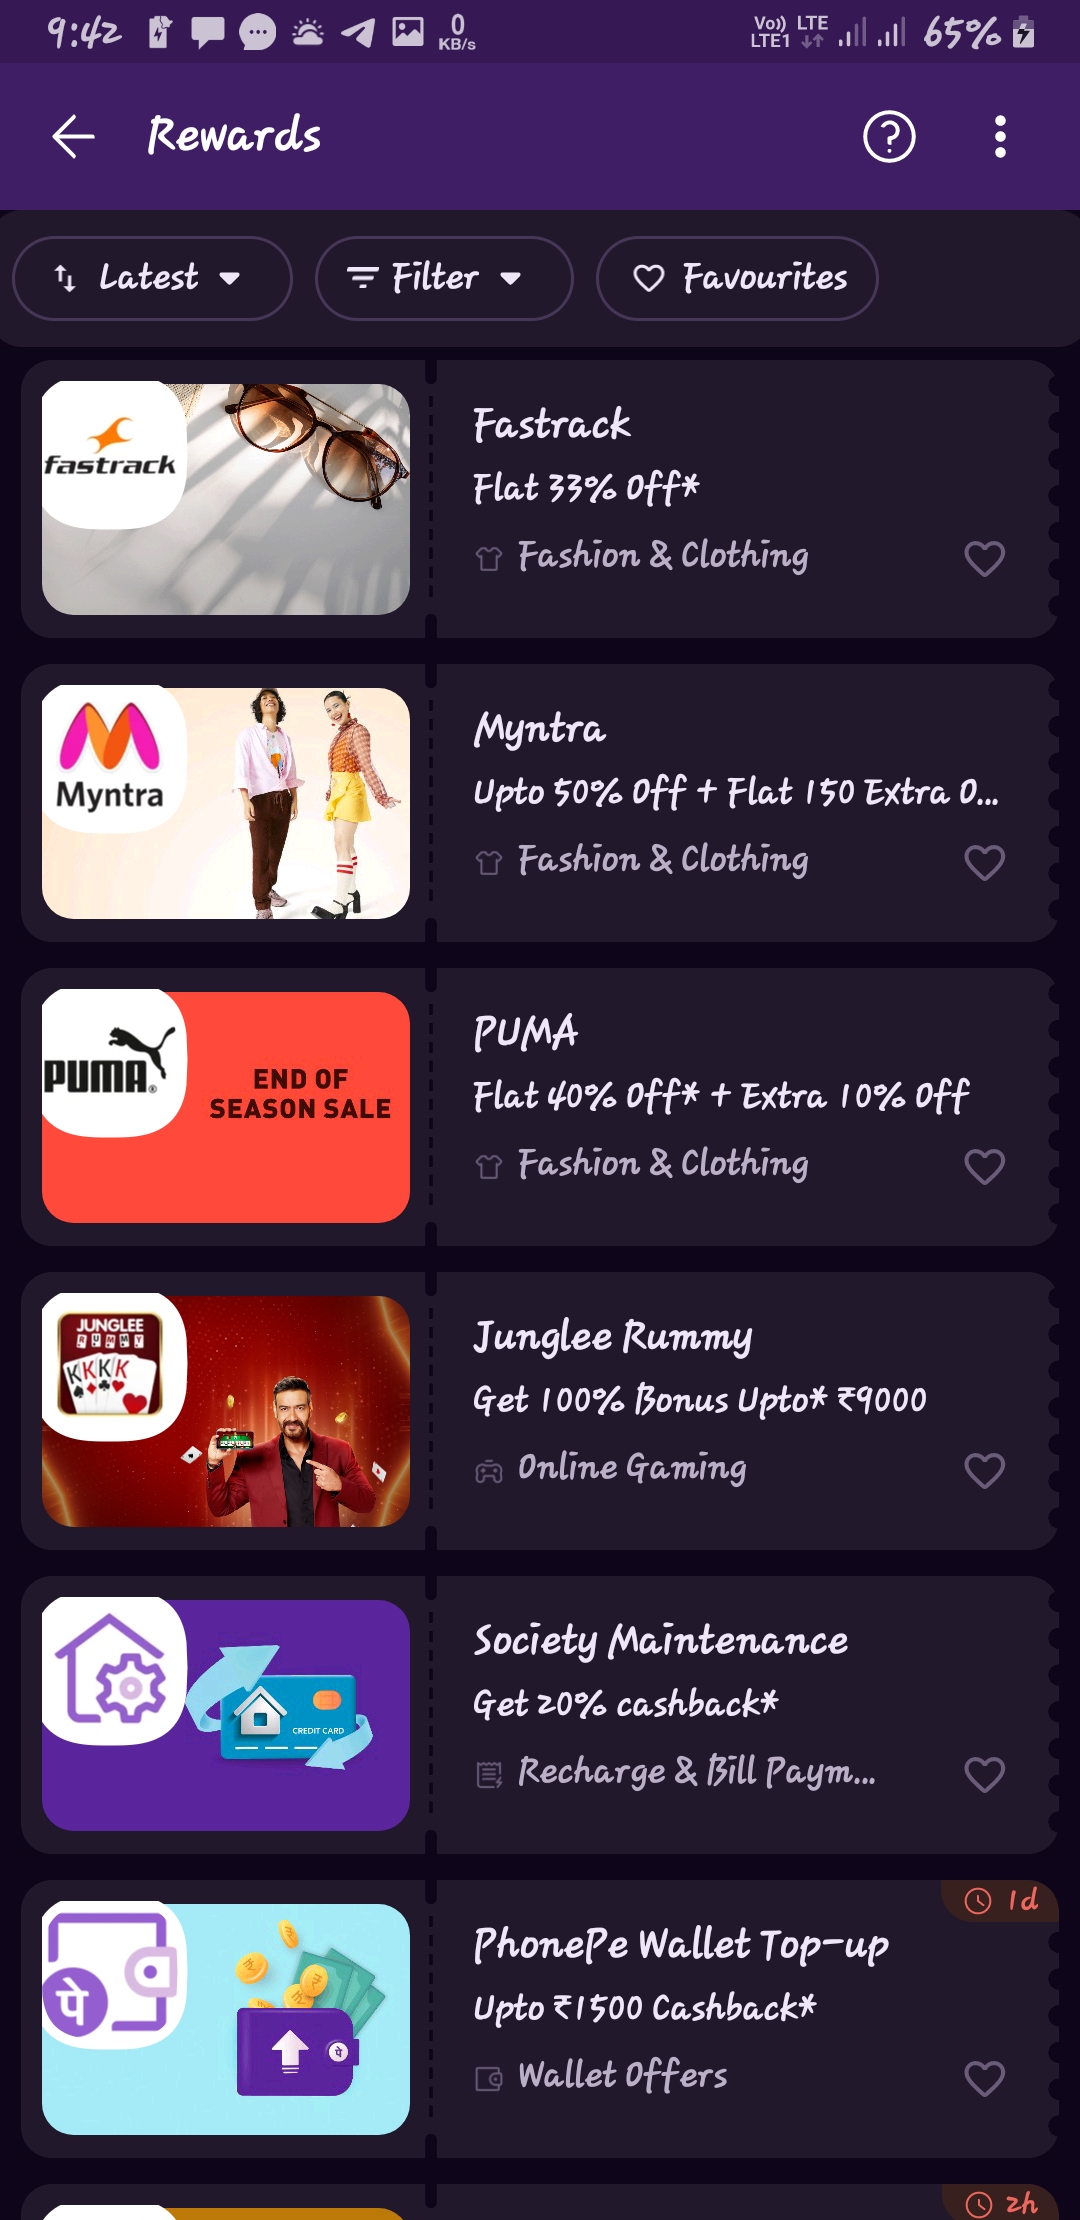 9:42
0
KB/s
Vo))
LTE1
LTE
65%
Rewards
Latest
Filter
Favourites
fastrack
Fastrack
Flat 33% Off*
Fashion & Clothing
Myntra
Myntra
Upto 50% Off + Flat 150 Extra O...
Fashion & Clothing
PUMA®
END OF
SEASON SALE
PUMA
Flat 40% Off* + Extra 10% Off
Fashion & Clothing
JUNGLEE
RUMMY
KKKK
Junglee Rummy
Get 100% Bonus Upto* ₹9000
Online Gaming
CREDIT CARD
Society Maintenance
Get 20% cashback*
Recharge & Bill Paym...
1d
पे
₹
पे
PhonePe Wallet Top-up
Upto ₹1500 Cashback*
Wallet Offers
2h